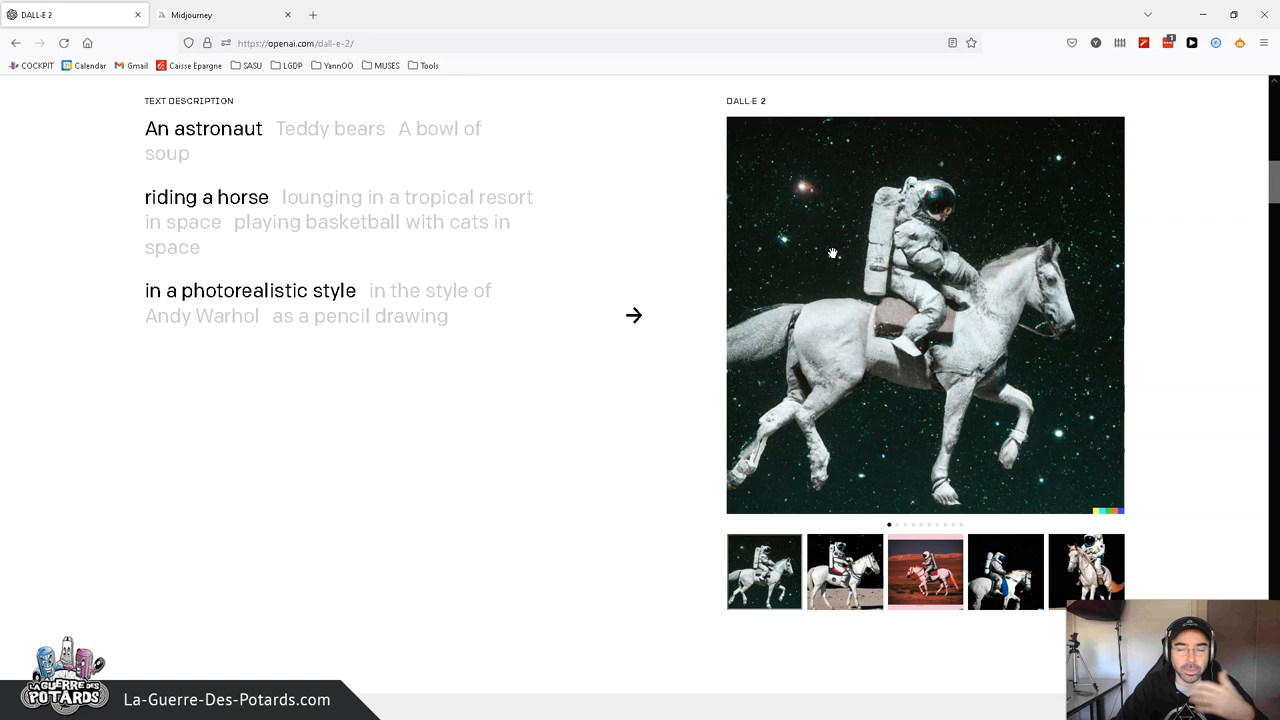 DALL-E 2
Midjourney
https://openai.com/dall-e-2/
COCKPIT
Calendar
Gmail
Caisse Epargne
SASU
LGDP
YannOO
MUSES
Tools
1
TEXT DESCRIPTION
An astronaut Teddy bears A bowl of
soup
riding a horse lounging in a tropical resort
in space playing basketball with cats in
space
in a photorealistic style in the style of
Andy Warhol as a pencil drawing
DALL·E 2
LA GUERRE DES
POTARDS
La-Guerre-Des-Potards.com